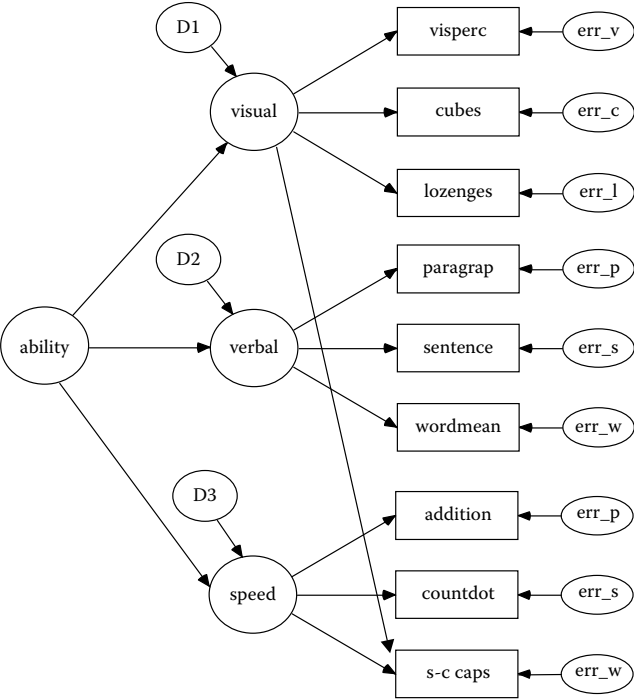 D1
visperc
err_v
visual
cubes
err_c
lozenges
err_l
D2
paragrap
err_p
ability
verbal
sentence
err_s
wordmean
err_w
D3
addition
err_p
speed
countdot
err_s
s-c caps
err_w